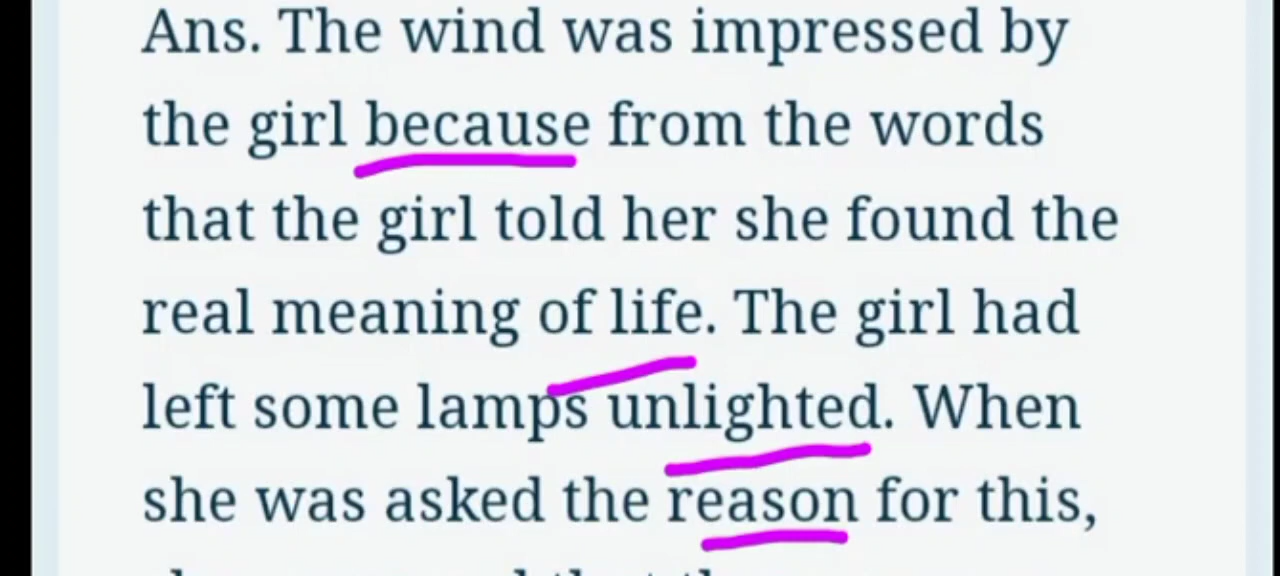 Ans. The wind was impressed by
the girl because from the words
that the girl told her she found the
real meaning of life. The girl had
left some lamps unlighted. When
she was asked the reason for this,